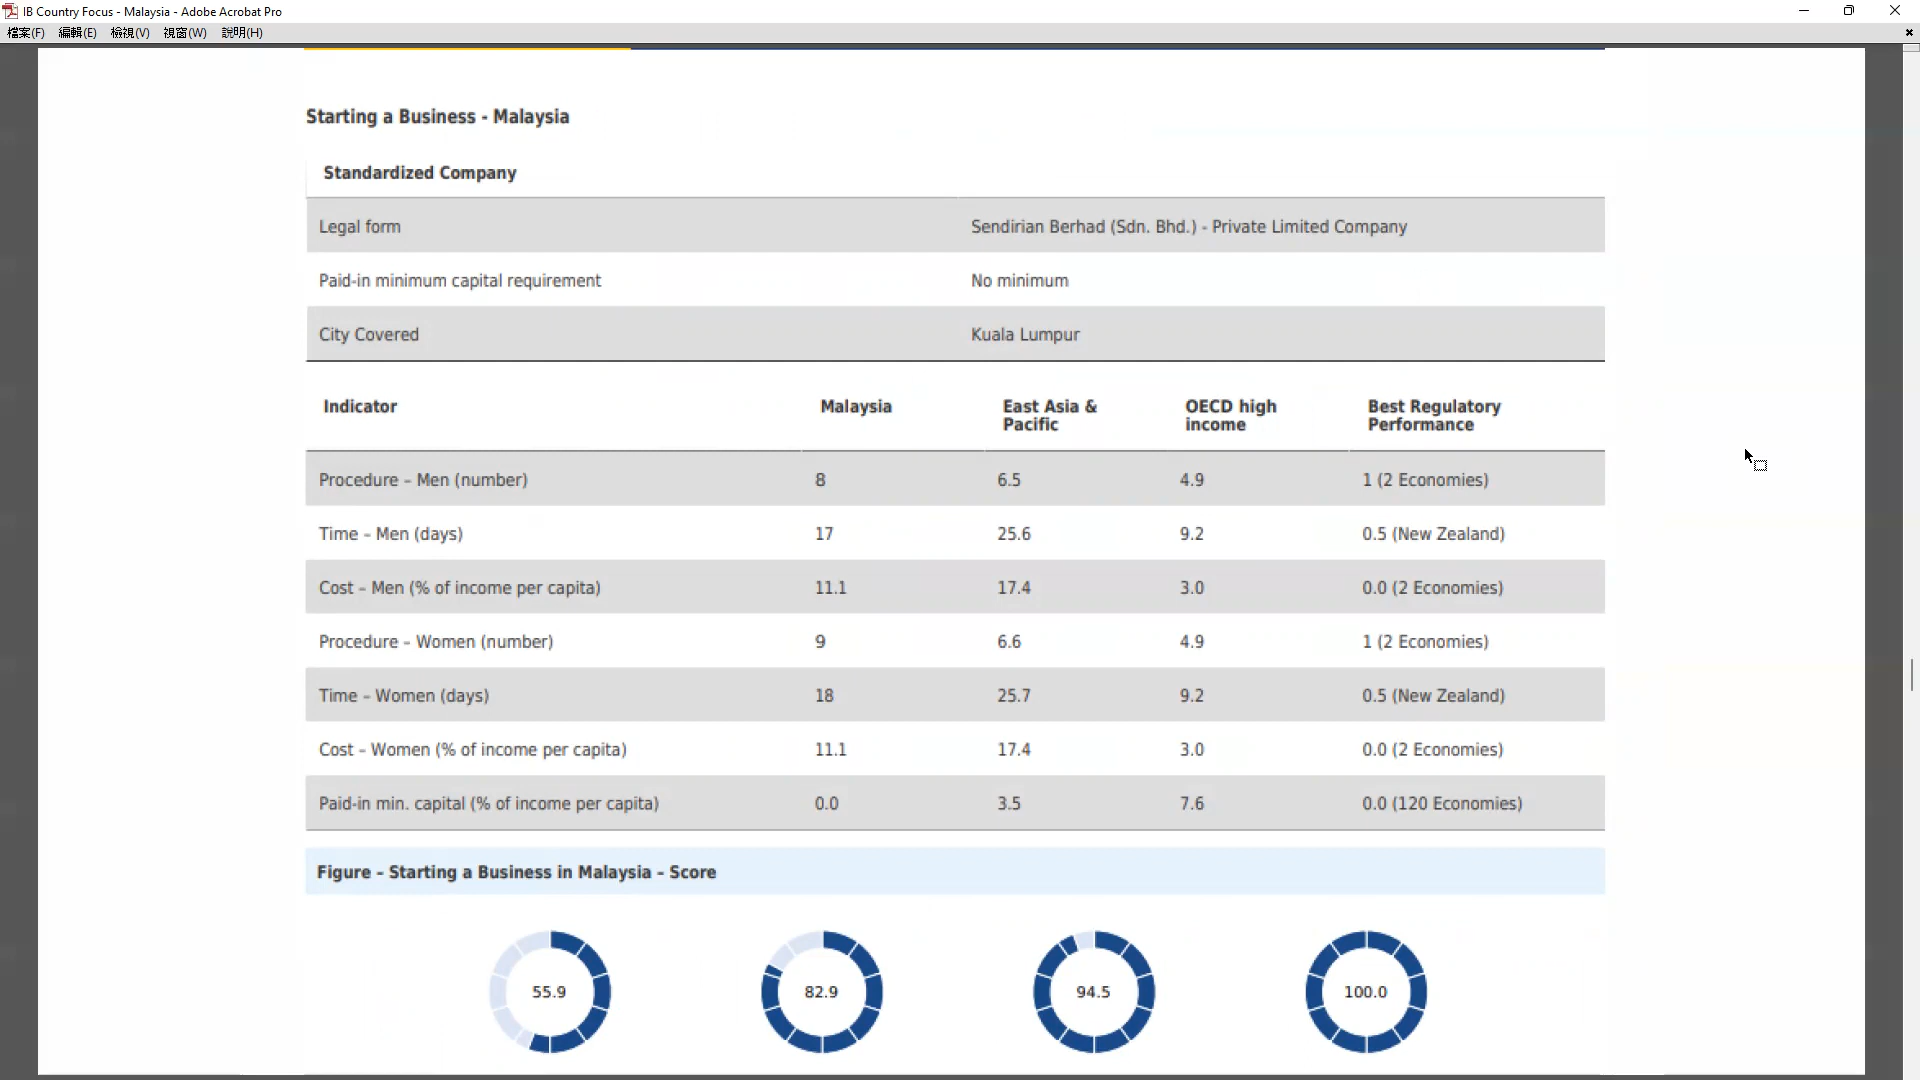 IB Country Focus - Malaysia - Adobe Acrobat Pro
檔案(F) 編輯(E) 檢視(V) 視窗(W) 說明(H)
Starting a Business - Malaysia
Standardized Company
Legal form Sendirian Berhad (Sdn. Bhd.) - Private Limited Company
Paid-in minimum capital requirement No minimum
City Covered Kuala Lumpur
Indicator Malaysia East Asia & Pacific OECD high income Best Regulatory Performance
Procedure – Men (number) 8 6.5 4.9 1 (2 Economies)
Time – Men (days) 17 25.6 9.2 0.5 (New Zealand)
Cost – Men (% of income per capita) 11.1 17.4 3.0 0.0 (2 Economies)
Procedure – Women (number) 9 6.6 4.9 1 (2 Economies)
Time – Women (days) 18 25.7 9.2 0.5 (New Zealand)
Cost – Women (% of income per capita) 11.1 17.4 3.0 0.0 (2 Economies)
Paid-in min. capital (% of income per capita) 0.0 3.5 7.6 0.0 (120 Economies)
Figure – Starting a Business in Malaysia – Score
55.9 82.9 94.5 100.0